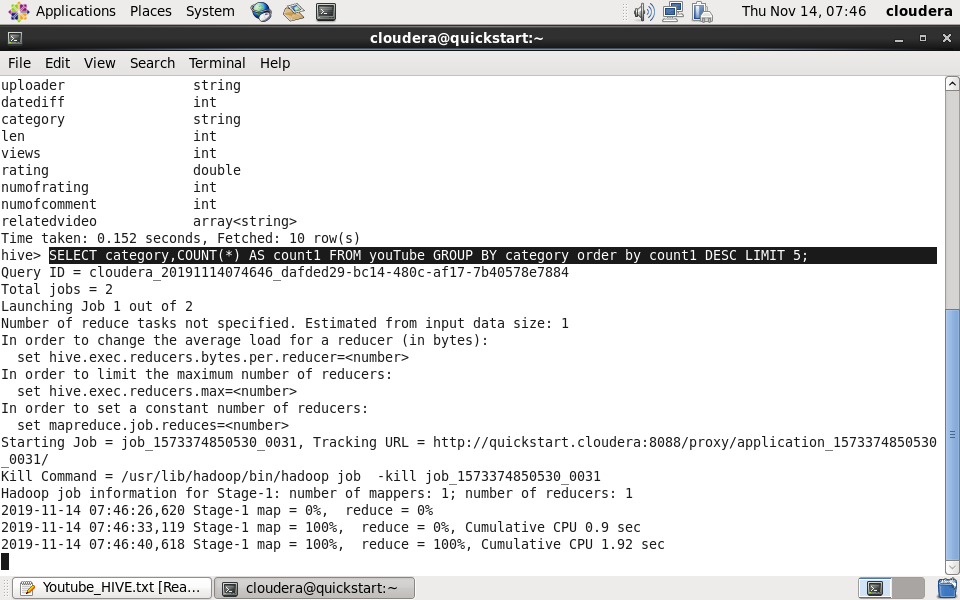 Applications Places System Thu Nov 14, 07:46 cloudera
cloudera@quickstart:~
File Edit View Search Terminal Help
uploader string
datediff int
category string
len int
views int
rating double
numofrating int
numofcomment int
relatedvideo array<string>
Time taken: 0.152 seconds, Fetched: 10 row(s)
hive> SELECT category,COUNT(*) AS count1 FROM youTube GROUP BY category order by count1 DESC LIMIT 5;
Query ID = cloudera_20191114074646_dafded29-bc14-480c-af17-7b40578e7884
Total jobs = 2
Launching Job 1 out of 2
Number of reduce tasks not specified. Estimated from input data size: 1
In order to change the average load for a reducer (in bytes):
  set hive.exec.reducers.bytes.per.reducer=<number>
In order to limit the maximum number of reducers:
  set hive.exec.reducers.max=<number>
In order to set a constant number of reducers:
  set mapreduce.job.reduces=<number>
Starting Job = job_1573374850530_0031, Tracking URL = http://quickstart.cloudera:8088/proxy/application_1573374850530
_0031/
Kill Command = /usr/lib/hadoop/bin/hadoop job  -kill job_1573374850530_0031
Hadoop job information for Stage-1: number of mappers: 1; number of reducers: 1
2019-11-14 07:46:26,620 Stage-1 map = 0%,  reduce = 0%
2019-11-14 07:46:33,119 Stage-1 map = 100%,  reduce = 0%, Cumulative CPU 0.9 sec
2019-11-14 07:46:40,618 Stage-1 map = 100%,  reduce = 100%, Cumulative CPU 1.92 sec
Youtube_HIVE.txt [Rea... cloudera@quickstart:~